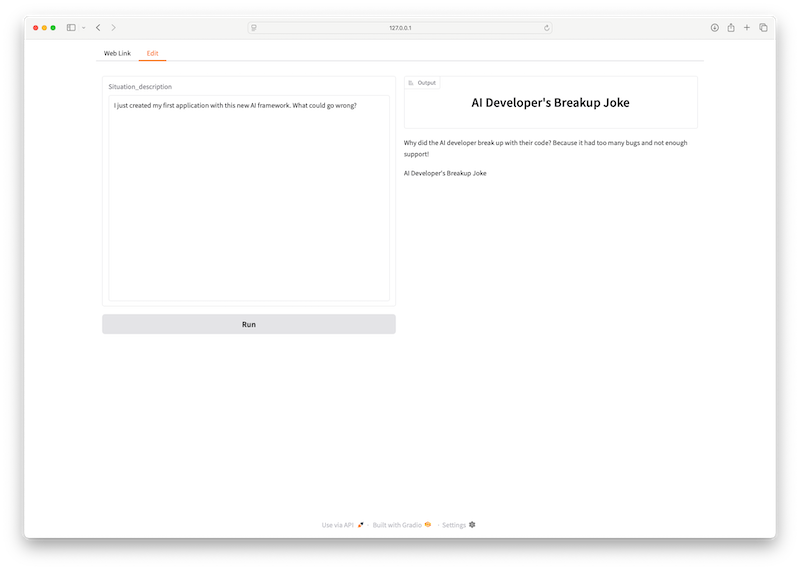 127.0.0.1
Web Link
Edit
Situation_description
I just created my first application with this new AI framework. What could go wrong?
Run
Output
AI Developer's Breakup Joke
Why did the AI developer break up with their code? Because it had too many bugs and not enough
support!
AI Developer's Breakup Joke
Use via API · Built with Gradio · Settings